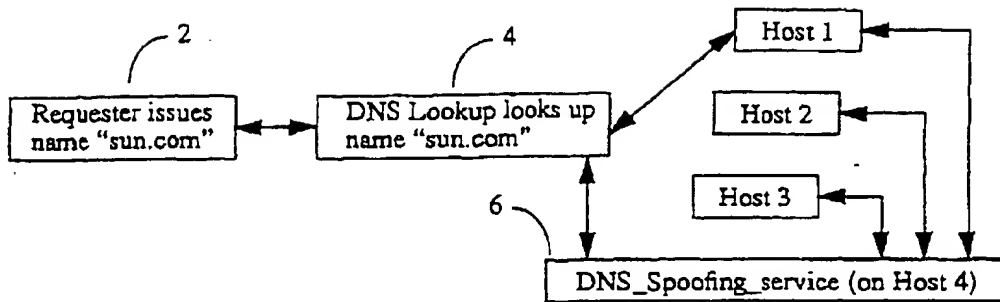 2
4
Host 1
Requester issues
name "sun.com"
DNS Lookup looks up
name "sun.com"
Host 2
Host 3
6
DNS_Spoofing_service (on Host 4)